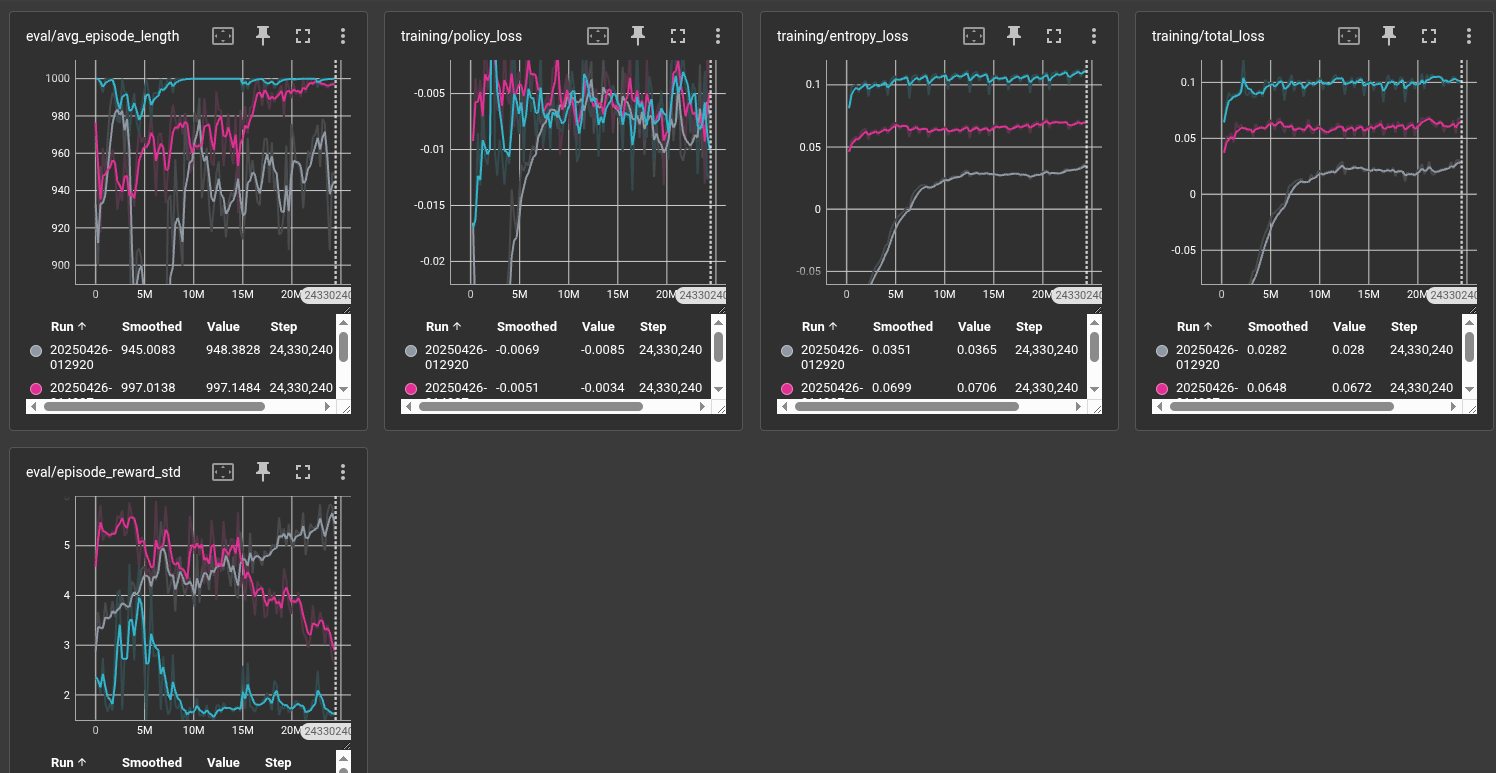 eval/avg_episode_length
1000
980
960
940
920
900
0 5M 10M 15M 20M 24330240
Run ↑ Smoothed Value Step
20250426-
012920 945.0083 948.3828 24,330,240
20250426- 997.0138 997.1484 24,330,240
training/policy_loss
-0.005
-0.01
-0.015
-0.02
0 5M 10M 15M 20M 24330240
Run ↑ Smoothed Value Step
20250426-
012920 -0.0069 -0.0085 24,330,240
20250426- -0.0051 -0.0034 24,330,240
training/entropy_loss
0.1
0.05
0
-0.05
0 5M 10M 15M 20M 24330240
Run ↑ Smoothed Value Step
20250426-
012920 0.0351 0.0365 24,330,240
20250426- 0.0699 0.0706 24,330,240
training/total_loss
0.1
0.05
0
-0.05
0 5M 10M 15M 20M 24330240
Run ↑ Smoothed Value Step
20250426-
012920 0.0282 0.028 24,330,240
20250426- 0.0648 0.0672 24,330,240
eval/episode_reward_std
5
4
3
2
0 5M 10M 15M 20M 24330240
Run ↑ Smoothed Value Step